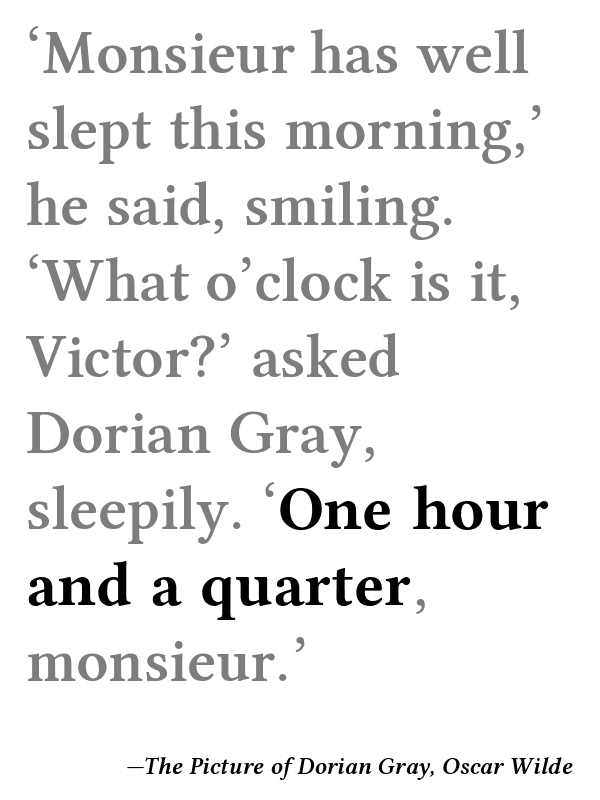 ‘Monsieur has well
slept this morning,’
he said, smiling.
‘What o’clock is it,
Victor?’ asked
Dorian Gray,
sleepily. ‘One hour
and a quarter,
monsieur.’
—The Picture of Dorian Gray, Oscar Wilde